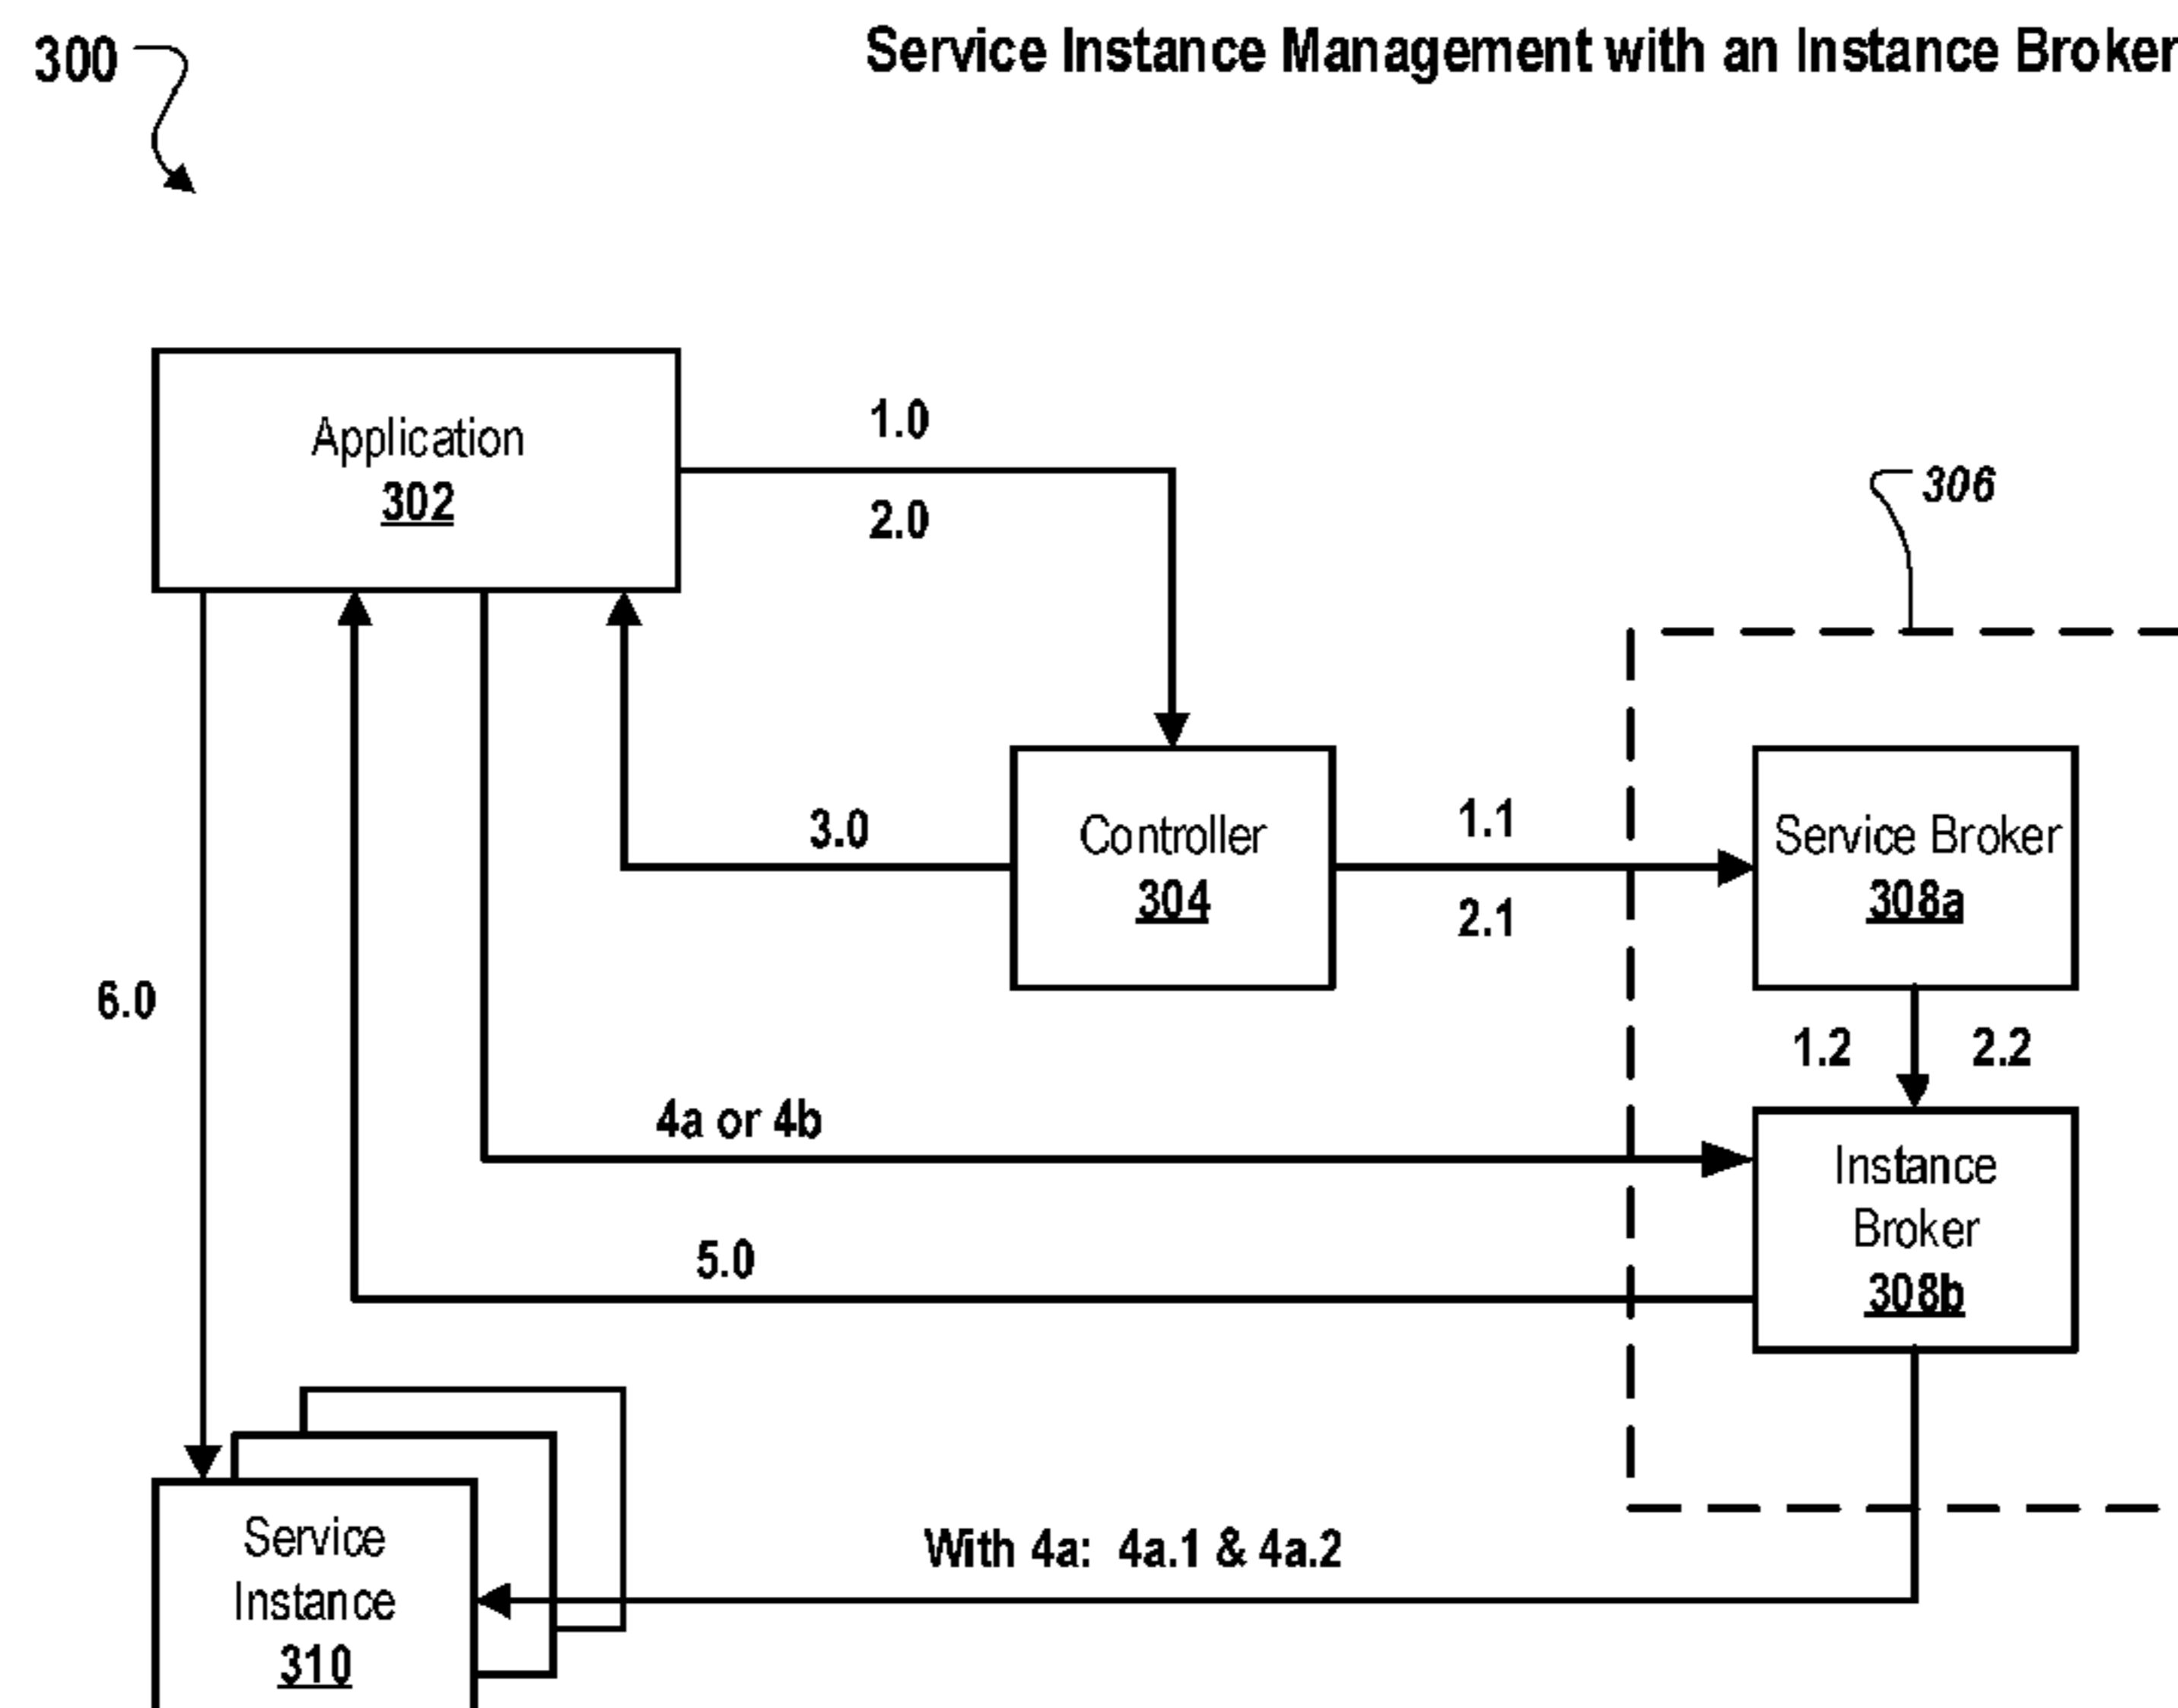 300
Service Instance Management with an Instance Broker
Application
302
1.0
2.0
306
3.0
Controller
304
1.1
2.1
Service Broker
308a
6.0
1.2
2.2
4a or 4b
Instance
Broker
308b
5.0
Service
Instance
310
With 4a: 4a.1 & 4a.2